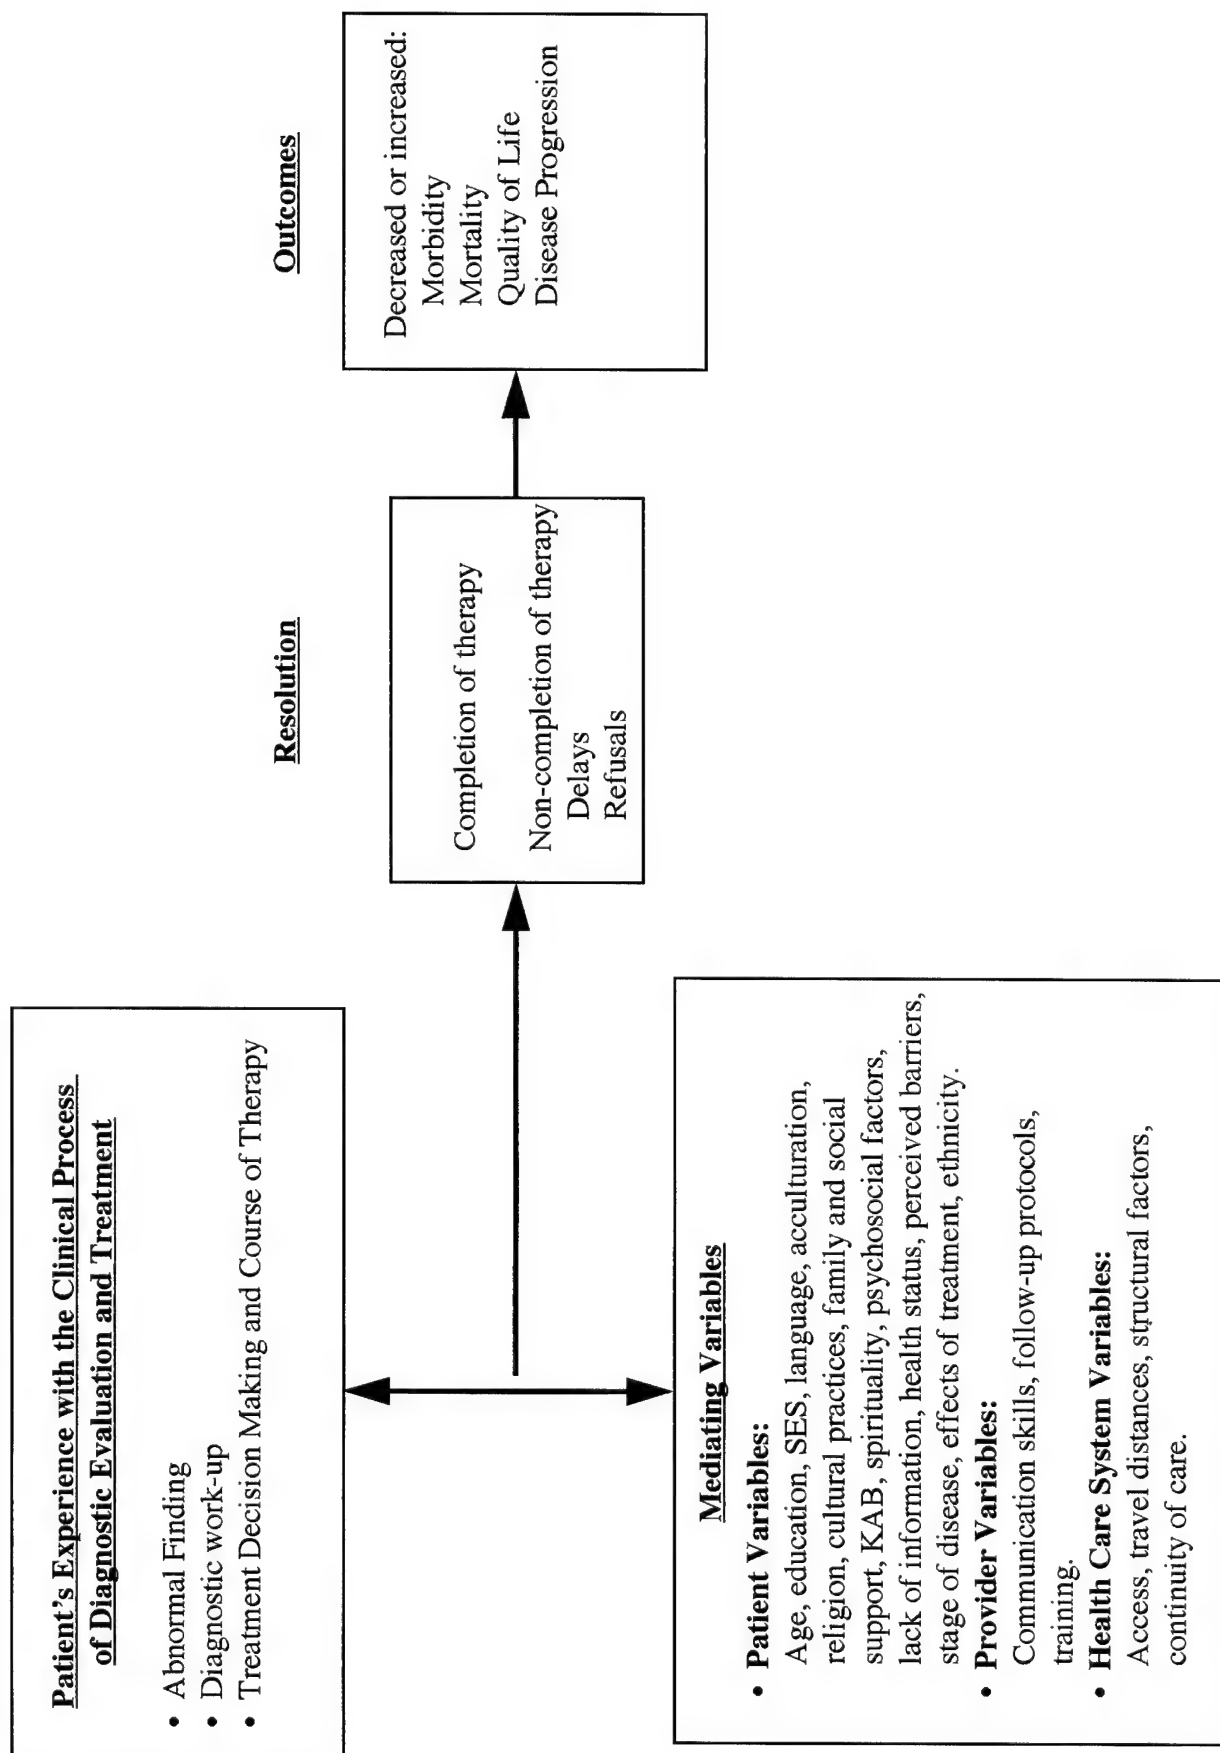 Patient's Experience with the Clinical Process
of Diagnostic Evaluation and Treatment
• Abnormal Finding
• Diagnostic work-up
• Treatment Decision Making and Course of Therapy
Mediating Variables
• Patient Variables:
Age, education, SES, language, acculturation,
religion, cultural practices, family and social
support, KAB, spirituality, psychosocial factors,
lack of information, health status, perceived barriers,
stage of disease, effects of treatment, ethnicity.
• Provider Variables:
Communication skills, follow-up protocols,
training.
• Health Care System Variables:
Access, travel distances, structural factors,
continuity of care.
Resolution
Completion of therapy
Non-completion of therapy
Delays
Refusals
Outcomes
Decreased or increased:
Morbidity
Mortality
Quality of Life
Disease Progression